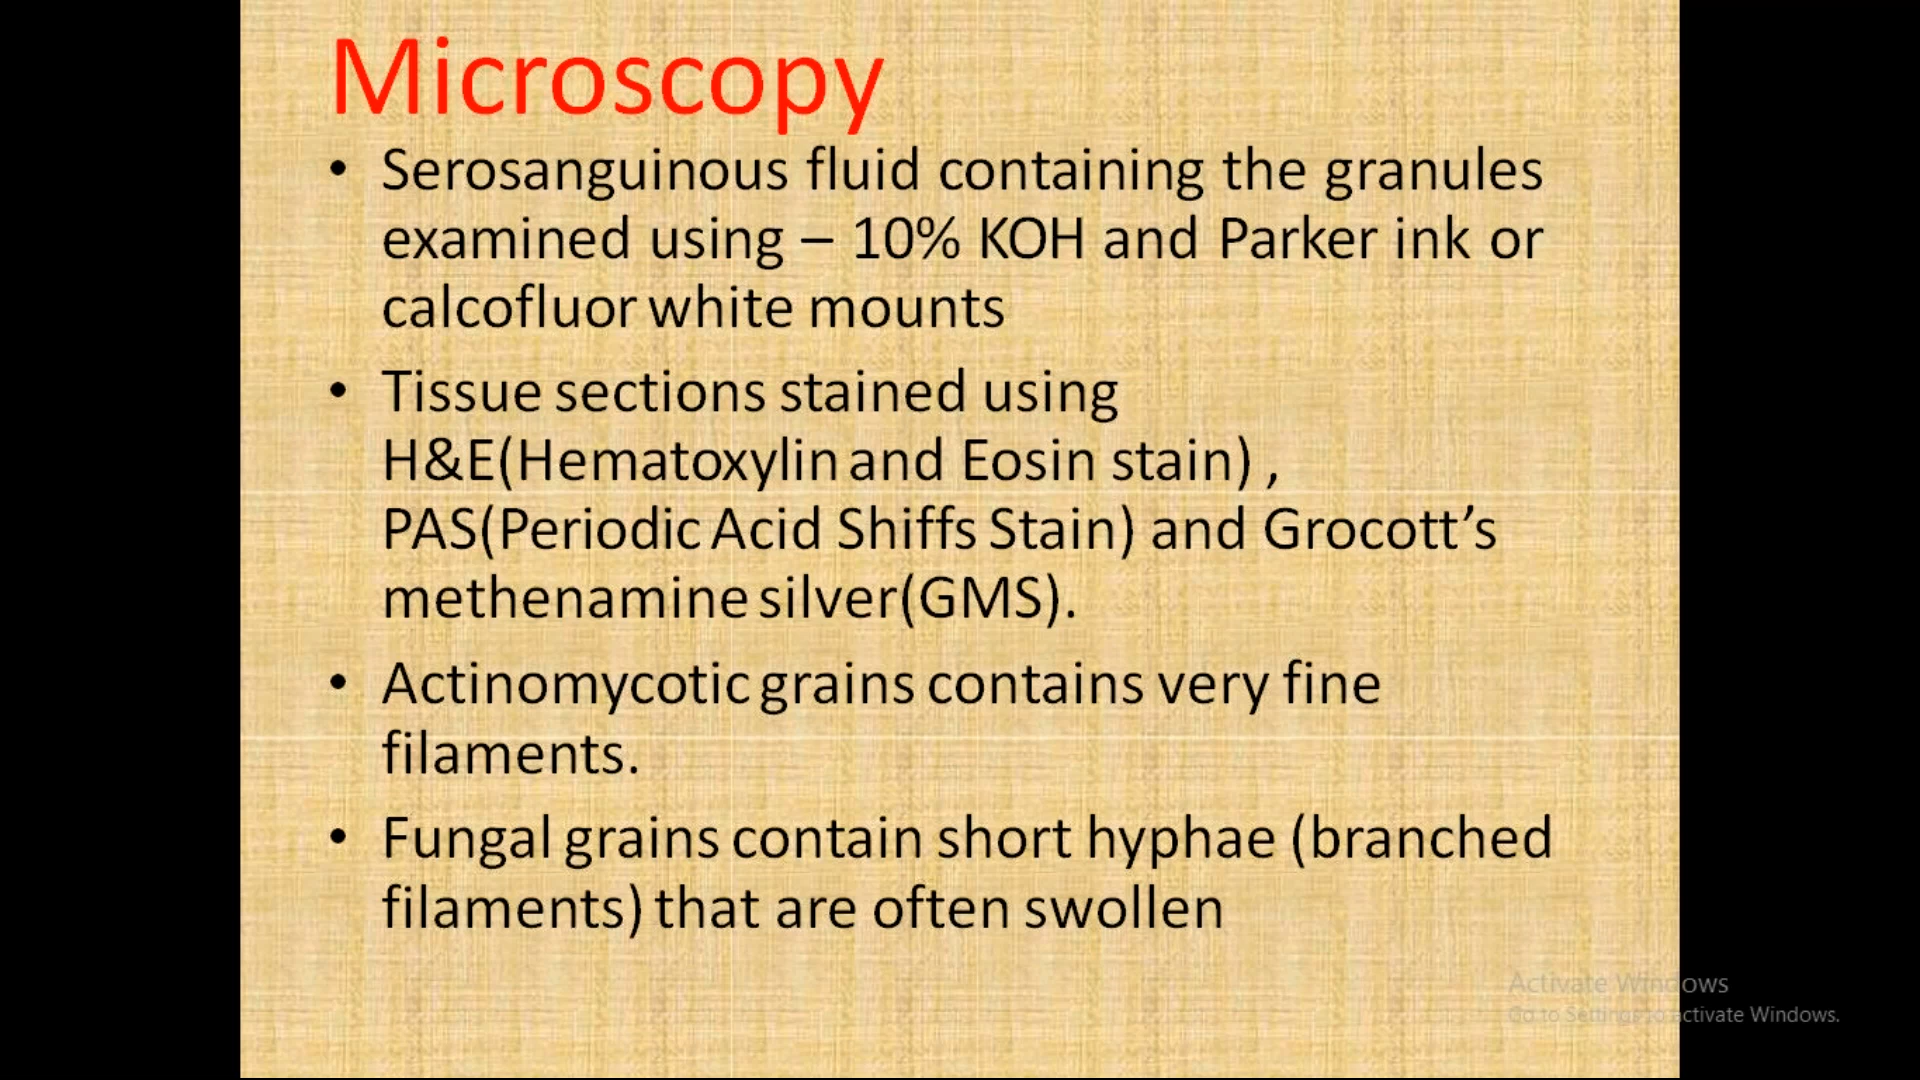 Microscopy
• Serosanguinous fluid containing the granules
examined using – 10% KOH and Parker ink or
calcofluor white mounts
• Tissue sections stained using
H&E(Hematoxylin and Eosin stain) ,
PAS(Periodic Acid Shiffs Stain) and Grocott’s
methenamine silver(GMS).
• Actinomycotic grains contains very fine
filaments.
• Fungal grains contain short hyphae (branched
filaments) that are often swollen
Activate Windows
Go to Settings to activate Windows.